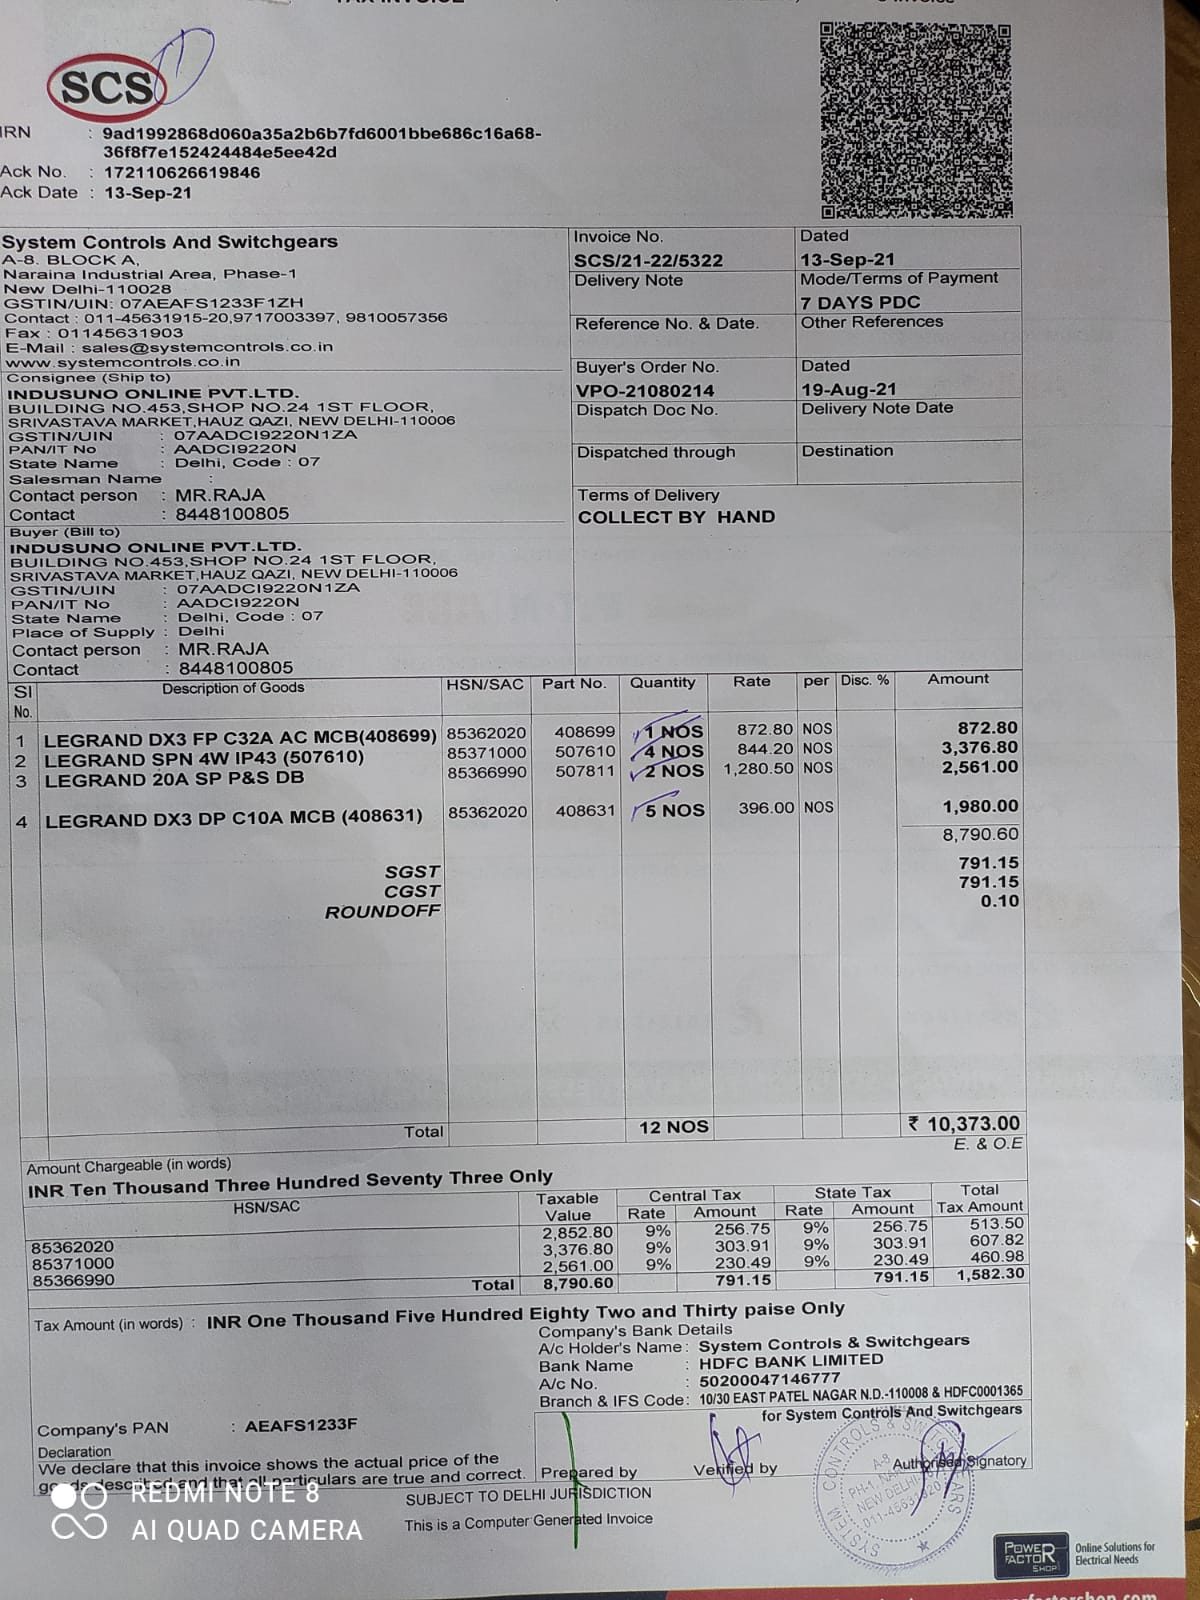 TAX INVOICE
SCS
IRN : 9ad1992868d060a35a2b6b7fd6001bbe686c16a68-
36f8f7e152424484e5ee42d
Ack No. : 172110626619846
Ack Date : 13-Sep-21
System Controls And Switchgears
A-8. BLOCK A,
Naraina Industrial Area, Phase-1
New Delhi-110028
GSTIN/UIN: 07AEAFS1233F1ZH
Contact : 011-45631915-20,9717003397, 9810057356
Fax : 01145631903
E-Mail : sales@systemcontrols.co.in
www.systemcontrols.co.in
Invoice No. Dated
SCS/21-22/5322 13-Sep-21
Delivery Note Mode/Terms of Payment
7 DAYS PDC
Reference No. & Date. Other References
Buyer's Order No. Dated
VPO-21080214 19-Aug-21
Dispatch Doc No. Delivery Note Date
Dispatched through Destination
Terms of Delivery
COLLECT BY HAND
Consignee (Ship to)
INDUSUNO ONLINE PVT.LTD.
BUILDING NO.453,SHOP NO.24 1ST FLOOR,
SRIVASTAVA MARKET,HAUZ QAZI, NEW DELHI-110006
GSTIN/UIN : 07AADCI9220N1ZA
PAN/IT No : AADCI9220N
State Name : Delhi, Code : 07
Salesman Name :
Contact person : MR.RAJA
Contact : 8448100805
Buyer (Bill to)
INDUSUNO ONLINE PVT.LTD.
BUILDING NO.453,SHOP NO.24 1ST FLOOR,
SRIVASTAVA MARKET,HAUZ QAZI, NEW DELHI-110006
GSTIN/UIN : 07AADCI9220N1ZA
PAN/IT No : AADCI9220N
State Name : Delhi, Code : 07
Place of Supply : Delhi
Contact person : MR.RAJA
Contact : 8448100805
Sl No. Description of Goods HSN/SAC Part No. Quantity Rate per Disc. % Amount
1 LEGRAND DX3 FP C32A AC MCB(408699) 85362020 408699 1 NOS 872.80 NOS 872.80
2 LEGRAND SPN 4W IP43 (507610) 85371000 507610 4 NOS 844.20 NOS 3,376.80
3 LEGRAND 20A SP P&S DB 85366990 507811 2 NOS 1,280.50 NOS 2,561.00
4 LEGRAND DX3 DP C10A MCB (408631) 85362020 408631 5 NOS 396.00 NOS 1,980.00
8,790.60
SGST 791.15
CGST 791.15
ROUNDOFF 0.10
Total 12 NOS ₹ 10,373.00
E. & O.E
Amount Chargeable (in words)
INR Ten Thousand Three Hundred Seventy Three Only
HSN/SAC Taxable Value Central Tax State Tax Total Tax Amount
Rate Amount Rate Amount
85362020 2,852.80 9% 256.75 9% 256.75 513.50
85371000 3,376.80 9% 303.91 9% 303.91 607.82
85366990 2,561.00 9% 230.49 9% 230.49 460.98
Total 8,790.60 791.15 791.15 1,582.30
Tax Amount (in words) : INR One Thousand Five Hundred Eighty Two and Thirty paise Only
Company's Bank Details
A/c Holder's Name : System Controls & Switchgears
Bank Name : HDFC BANK LIMITED
A/c No. : 50200047146777
Branch & IFS Code : 10/30 EAST PATEL NAGAR N.D.-110008 & HDFC0001365
Company's PAN : AEAFS1233F
for System Controls And Switchgears
Declaration
We declare that this invoice shows the actual price of the
goods described and that all particulars are true and correct.
Prepared by Verified by Authorised Signatory
SUBJECT TO DELHI JURISDICTION
This is a Computer Generated Invoice
REDMI NOTE 8
AI QUAD CAMERA
POWER FACTOR SHOP
Online Solutions for
Electrical Needs